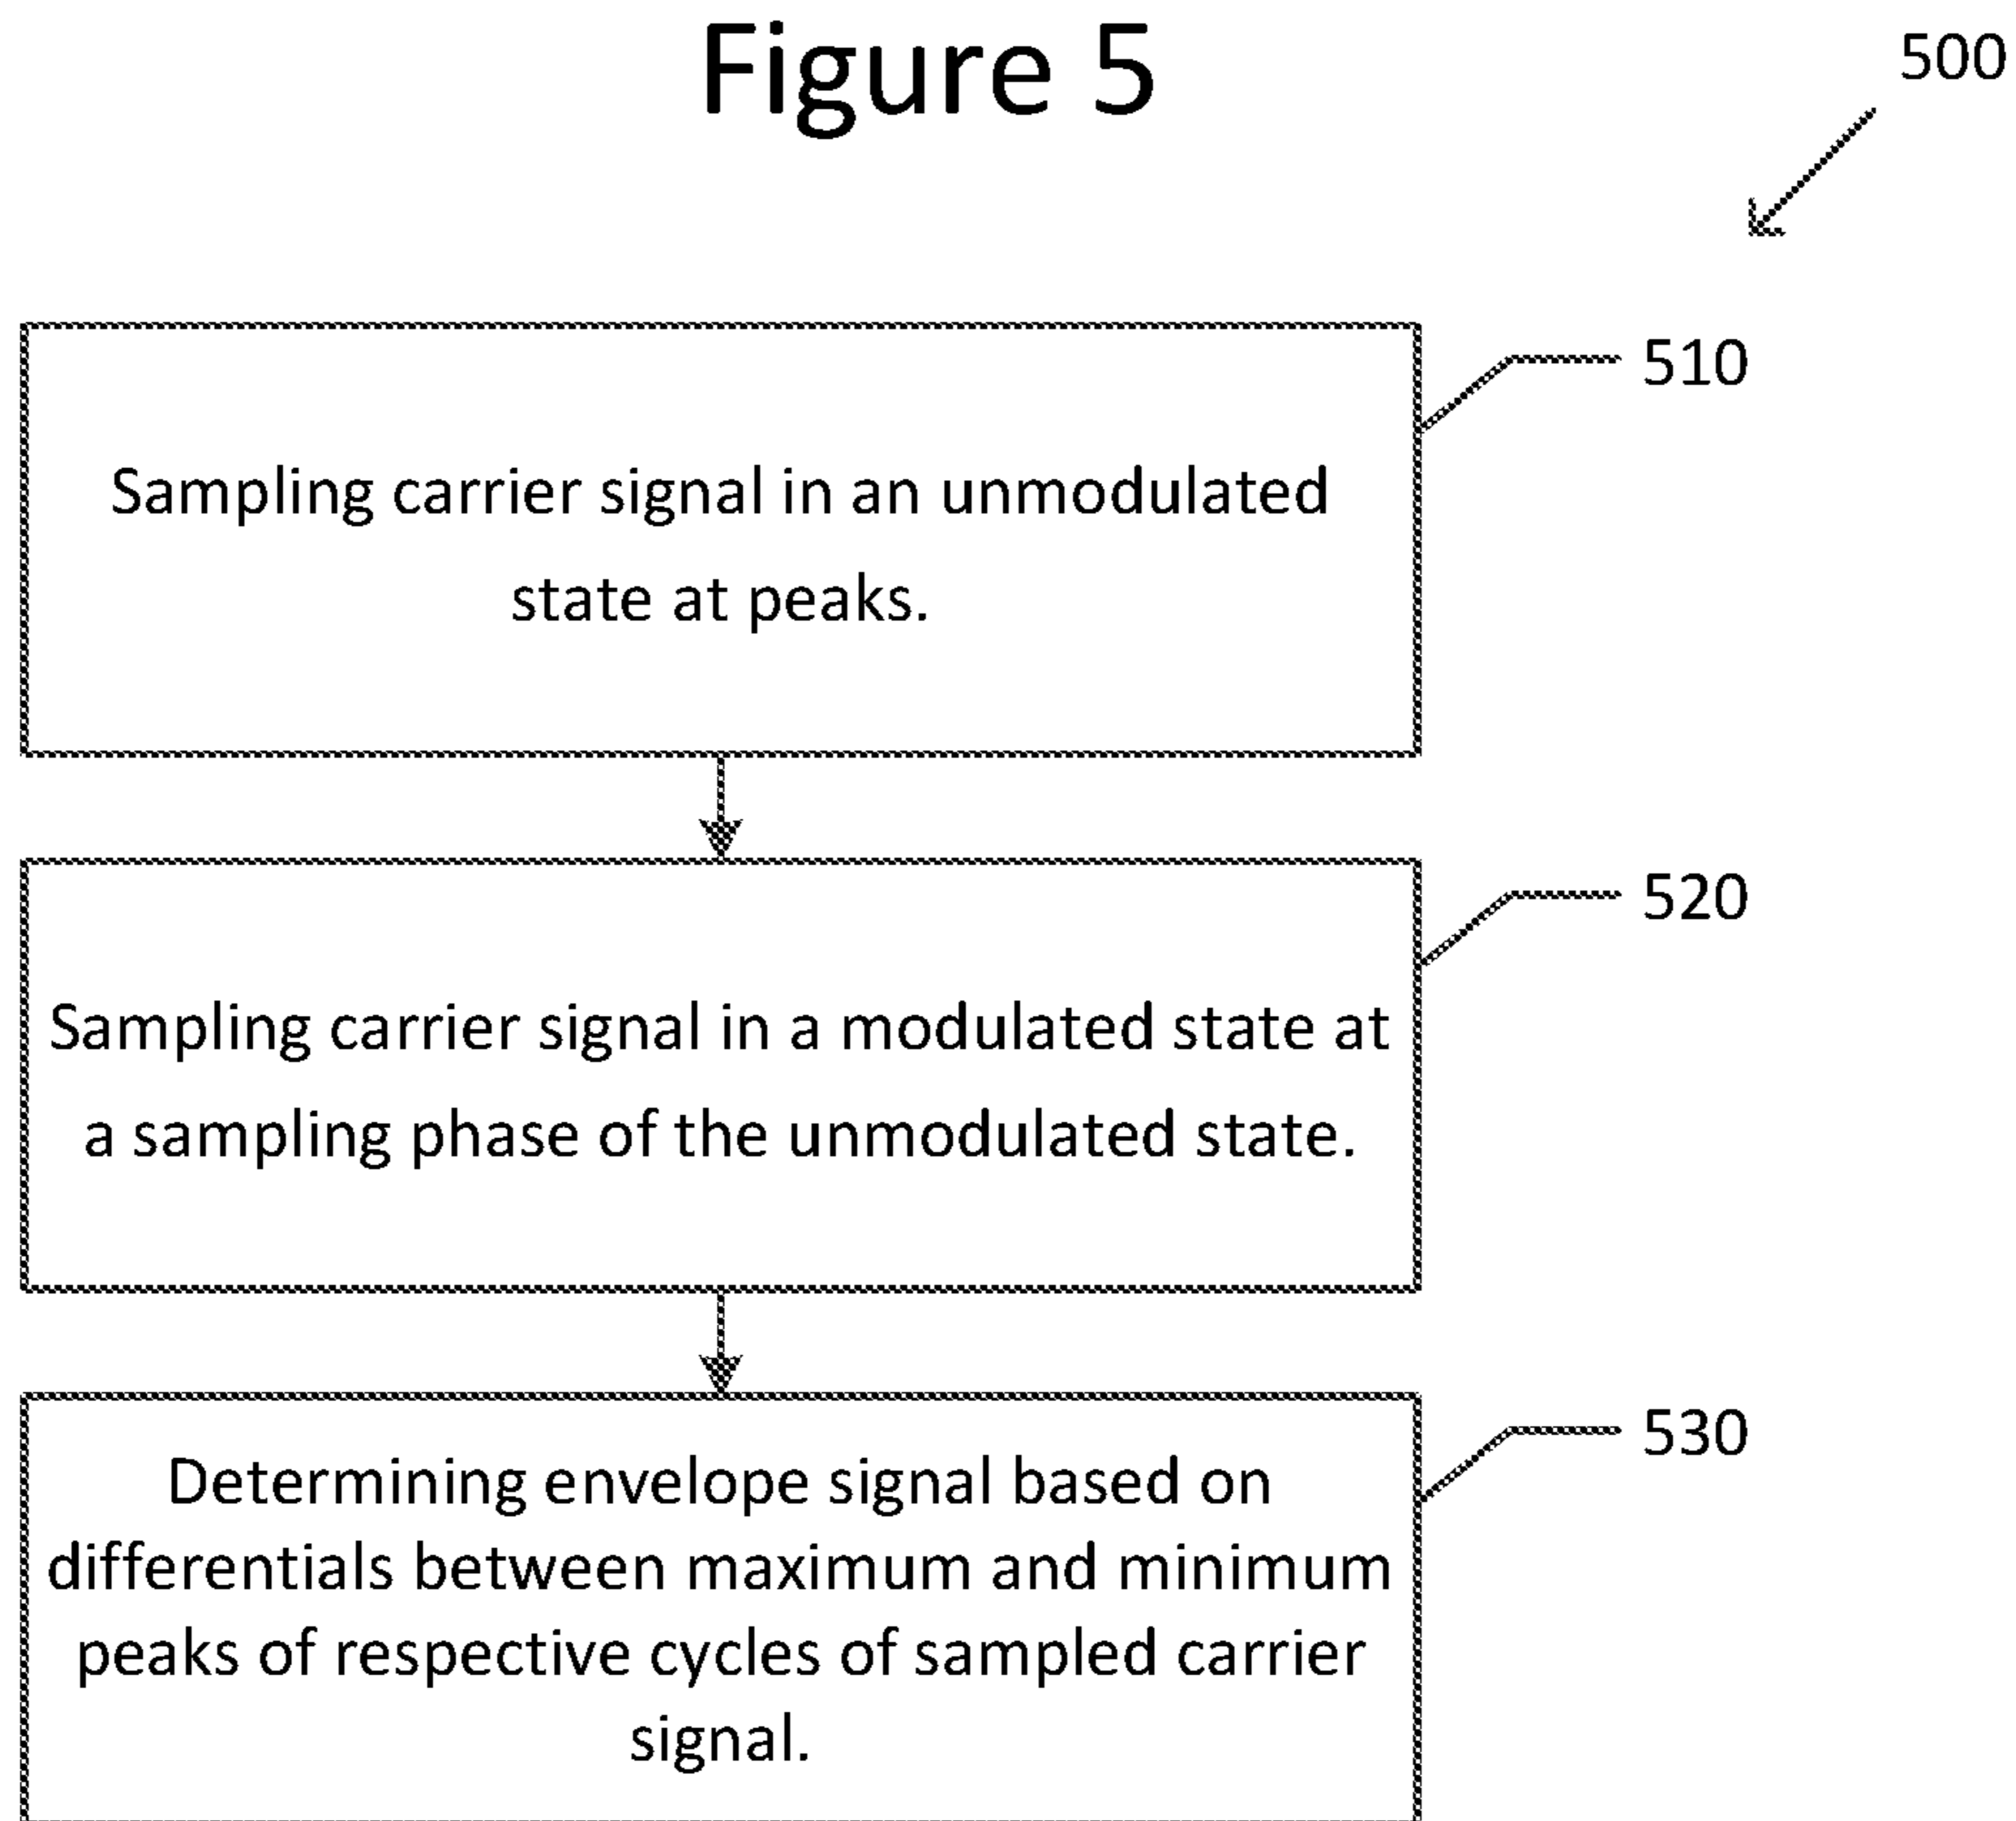 Figure 5
500
510
Sampling carrier signal in an unmodulated
state at peaks.
520
Sampling carrier signal in a modulated state at
a sampling phase of the unmodulated state.
530
Determining envelope signal based on
differentials between maximum and minimum
peaks of respective cycles of sampled carrier
signal.